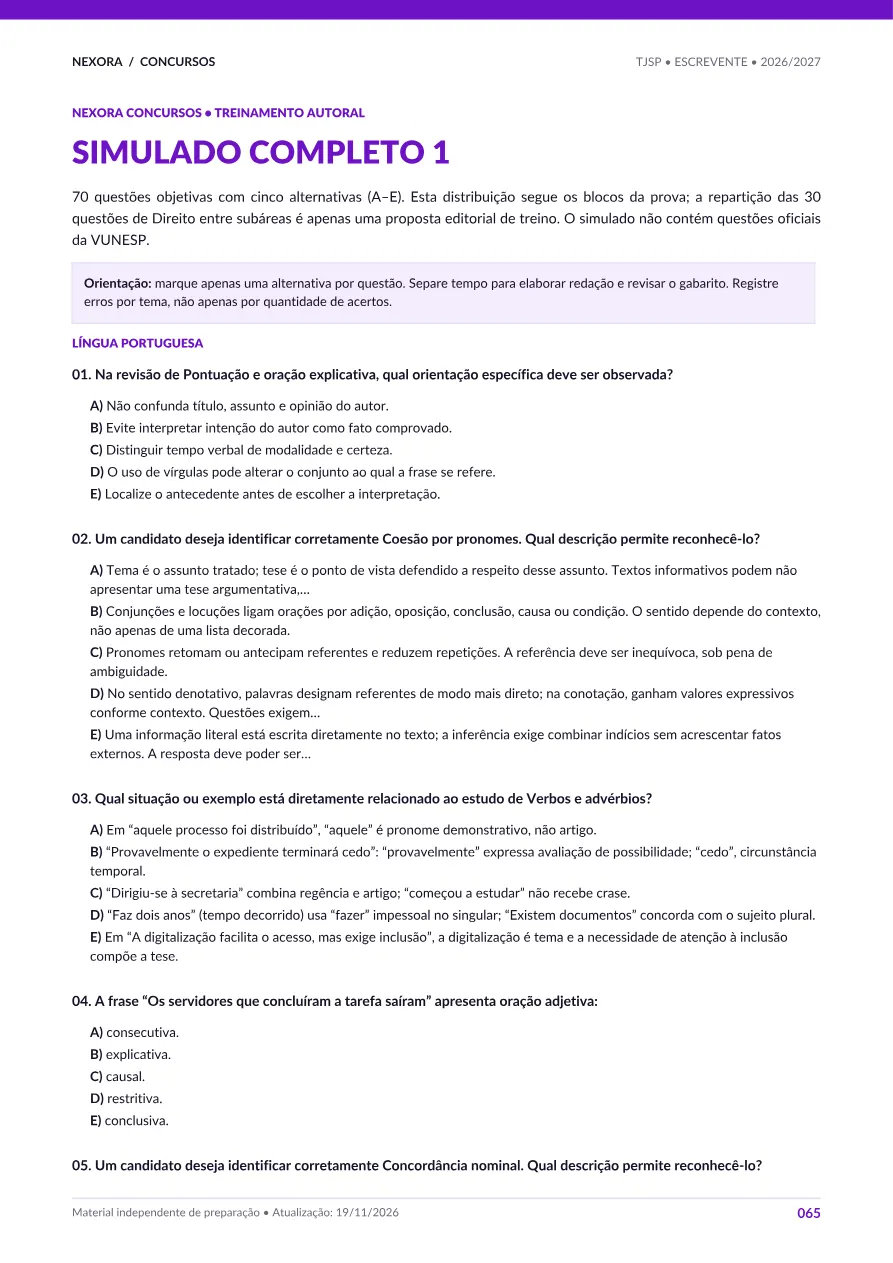 NEXORA / CONCURSOS
TJSP • ESCREVENTE • 2026/2027
NEXORA CONCURSOS • TREINAMENTO AUTORAL
SIMULADO COMPLETO 1
70 questões objetivas com cinco alternativas (A–E). Esta distribuição segue os blocos da prova; a repartição das 30
questões de Direito entre subáreas é apenas uma proposta editorial de treino. O simulado não contém questões oficiais
da VUNESP.
Orientação: marque apenas uma alternativa por questão. Separe tempo para elaborar redação e revisar o gabarito. Registre
erros por tema, não apenas por quantidade de acertos.
LÍNGUA PORTUGUESA
01. Na revisão de Pontuação e oração explicativa, qual orientação específica deve ser observada?
A) Não confunda título, assunto e opinião do autor.
B) Evite interpretar intenção do autor como fato comprovado.
C) Distinguir tempo verbal de modalidade e certeza.
D) O uso de vírgulas pode alterar o conjunto ao qual a frase se refere.
E) Localize o antecedente antes de escolher a interpretação.
02. Um candidato deseja identificar corretamente Coesão por pronomes. Qual descrição permite reconhecê-lo?
A) Tema é o assunto tratado; tese é o ponto de vista defendido a respeito desse assunto. Textos informativos podem não
apresentar uma tese argumentativa,...
B) Conjunções e locuções ligam orações por adição, oposição, conclusão, causa ou condição. O sentido depende do contexto,
não apenas de uma lista decorada.
C) Pronomes retomam ou antecipam referentes e reduzem repetições. A referência deve ser inequívoca, sob pena de
ambiguidade.
D) No sentido denotativo, palavras designam referentes de modo mais direto; na conotação, ganham valores expressivos
conforme contexto. Questões exigem...
E) Uma informação literal está escrita diretamente no texto; a inferência exige combinar indícios sem acrescentar fatos
externos. A resposta deve poder ser...
03. Qual situação ou exemplo está diretamente relacionado ao estudo de Verbos e advérbios?
A) Em “aquele processo foi distribuído”, “aquele” é pronome demonstrativo, não artigo.
B) “Provavelmente o expediente terminará cedo”: “provavelmente” expressa avaliação de possibilidade; “cedo”, circunstância
temporal.
C) “Dirigiu-se à secretaria” combina regência e artigo; “começou a estudar” não recebe crase.
D) “Faz dois anos” (tempo decorrido) usa “fazer” impessoal no singular; “Existem documentos” concorda com o sujeito plural.
E) Em “A digitalização facilita o acesso, mas exige inclusão”, a digitalização é tema e a necessidade de atenção à inclusão
compõe a tese.
04. A frase “Os servidores que concluíram a tarefa saíram” apresenta oração adjetiva:
A) consecutiva.
B) explicativa.
C) causal.
D) restritiva.
E) conclusiva.
05. Um candidato deseja identificar corretamente Concordância nominal. Qual descrição permite reconhecê-lo?
Material independente de preparação • Atualização: 19/11/2026
065